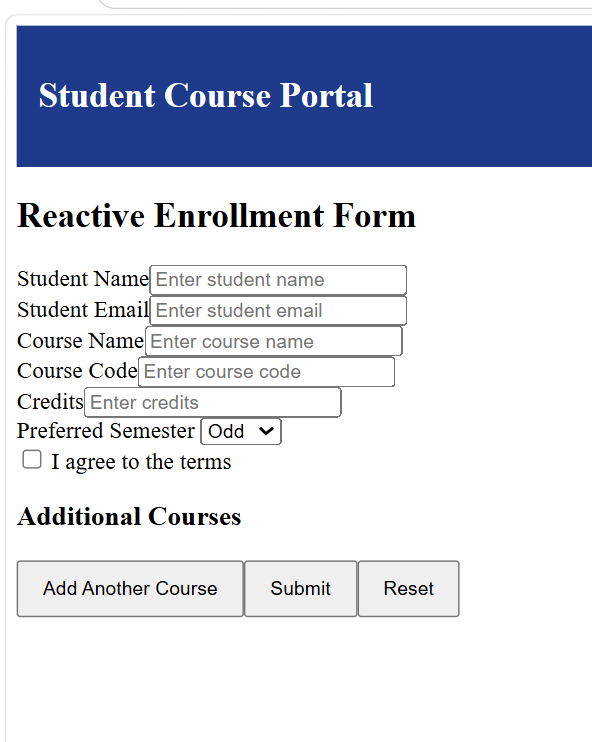 Student Course Portal
Reactive Enrollment Form
Student Name Enter student name
Student Email Enter student email
Course Name Enter course name
Course Code Enter course code
Credits Enter credits
Preferred Semester Odd
I agree to the terms
Additional Courses
Add Another Course Submit Reset